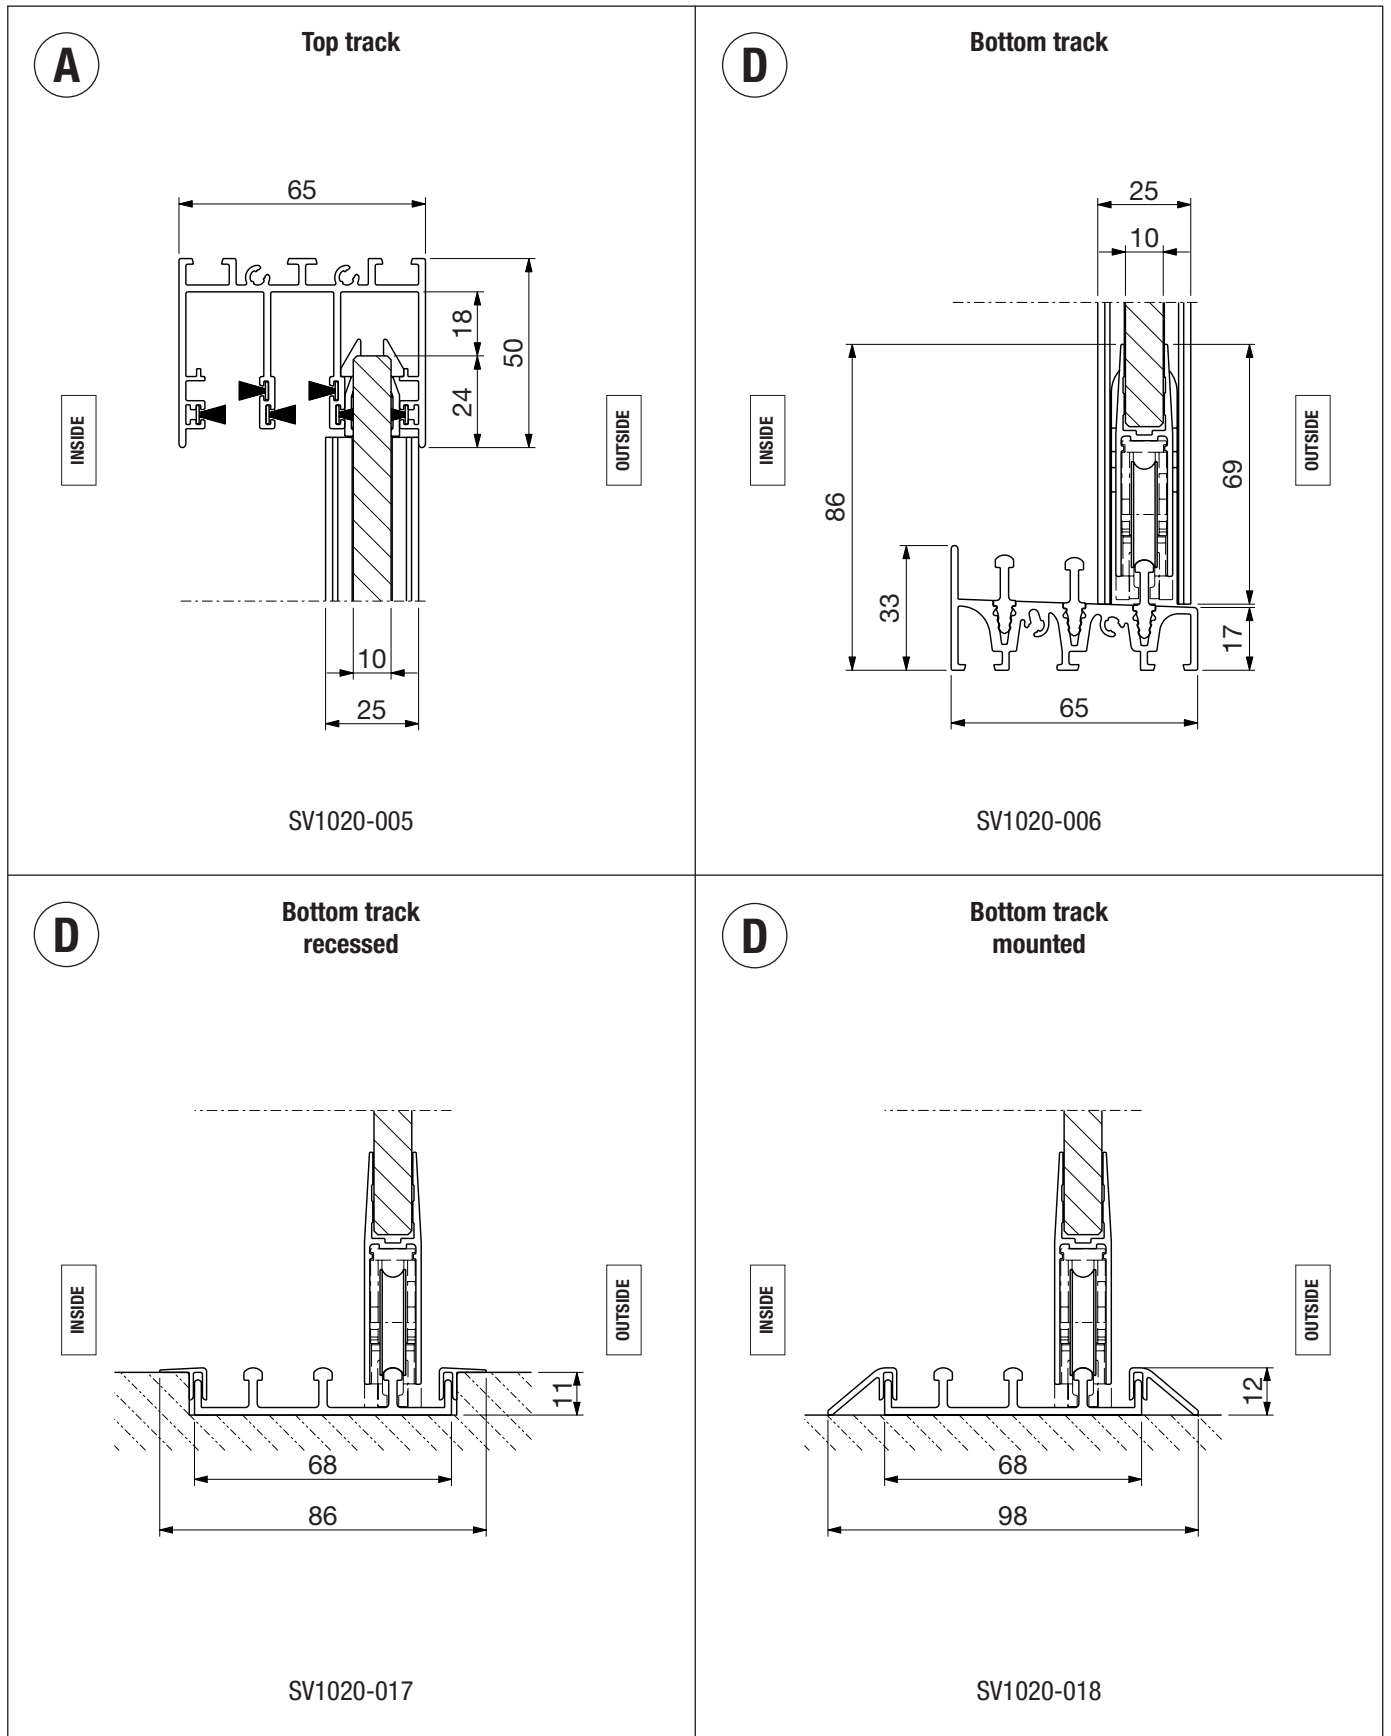 A
Top track
65
18
50
24
INSIDE
OUTSIDE
10
25
SV1020-005
D
Bottom track
25
10
INSIDE
OUTSIDE
86
69
33
17
65
SV1020-006
D
Bottom track
recessed
INSIDE
OUTSIDE
11
68
86
SV1020-017
D
Bottom track
mounted
INSIDE
OUTSIDE
12
68
98
SV1020-018